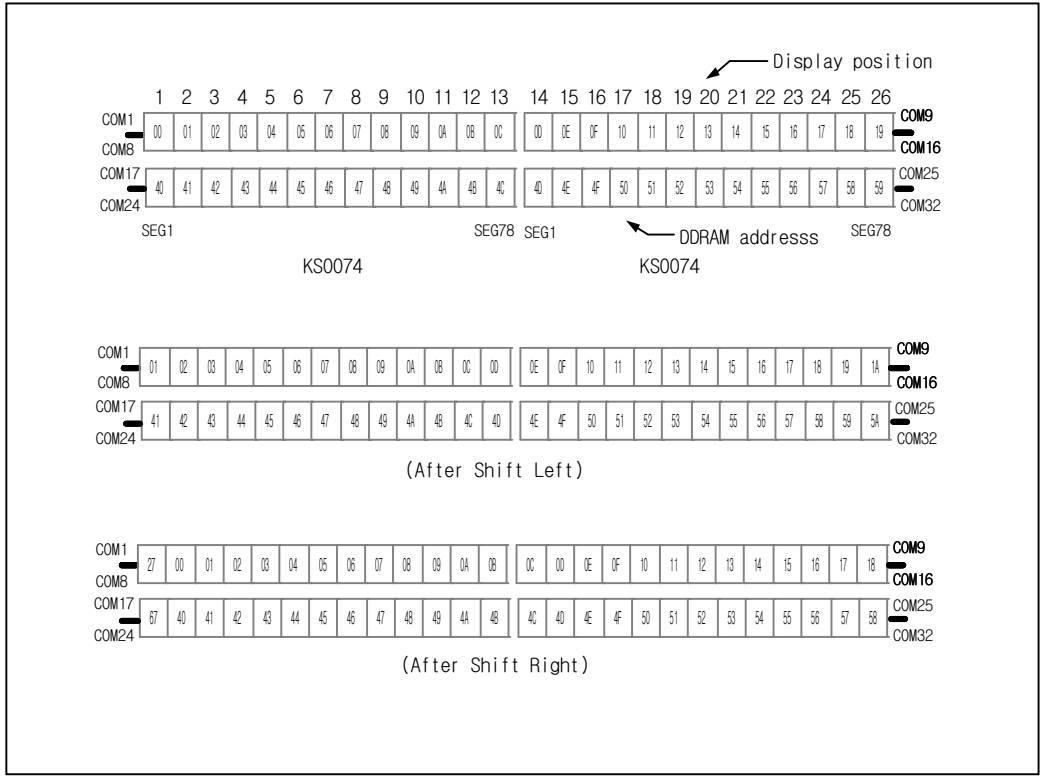 Display position
1 2 3 4 5 6 7 8 9 10 11 12 13 14 15 16 17 18 19 20 21 22 23 24 25 26
COM1 COM9
00 01 02 03 04 05 06 07 08 09 0A 0B 0C 0D 0E 0F 10 11 12 13 14 15 16 17 18 19
COM8 COM16
COM17 COM25
40 41 42 43 44 45 46 47 48 49 4A 4B 4C 4D 4E 4F 50 51 52 53 54 55 56 57 58 59
COM24 COM32
SEG1 SEG78 SEG1 DDRAM addresss SEG78
KS0074 KS0074
COM1 COM9
01 02 03 04 05 06 07 08 09 0A 0B 0C 0D 0E 0F 10 11 12 13 14 15 16 17 18 19 1A
COM8 COM16
COM17 COM25
41 42 43 44 45 46 47 48 49 4A 4B 4C 4D 4E 4F 50 51 52 53 54 55 56 57 58 59 5A
COM24 COM32
(After Shift Left)
COM1 COM9
27 00 01 02 03 04 05 06 07 08 09 0A 0B 0C 0D 0E 0F 10 11 12 13 14 15 16 17 18
COM8 COM16
COM17 COM25
67 40 41 42 43 44 45 46 47 48 49 4A 4B 4C 4D 4E 4F 50 51 52 53 54 55 56 57 58
COM24 COM32
(After Shift Right)